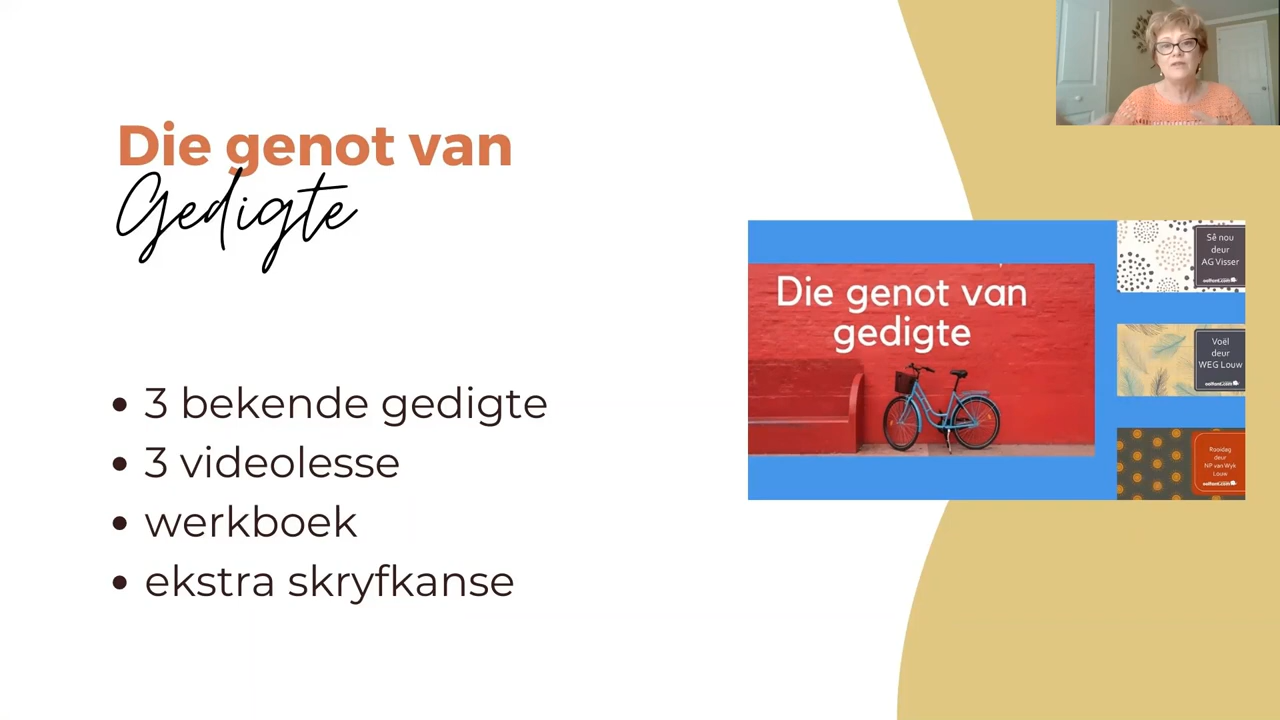 Die genot van
Gedigte
3 bekende gedigte
3 videolesse
werkboek
ekstra skryfkanse
Die genot van
gedigte
Sê nou
deur
AG Visser
Voël
deur
WEG Louw
Rooidag
deur
NP van Wyk
Louw